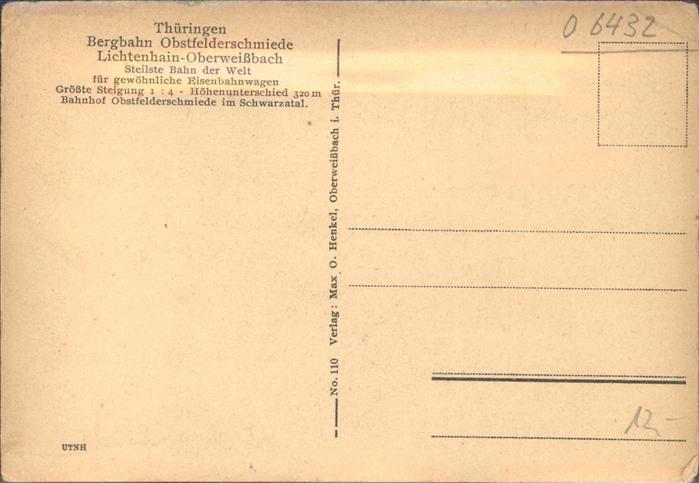 Thüringen
Bergbahn Obstfelderschmiede
Lichtenhain-Oberweißbach
Steilste Bahn der Welt
für gewöhnliche Eisenbahnwagen
Größte Steigung 1 : 4 - Höhenunterschied 320 m
Bahnhof Obstfelderschmiede im Schwarzatal.
O 6432
No. 110 Verlag: Max O. Henkel, Oberweißbach i. Thür.
12,-
UTNH